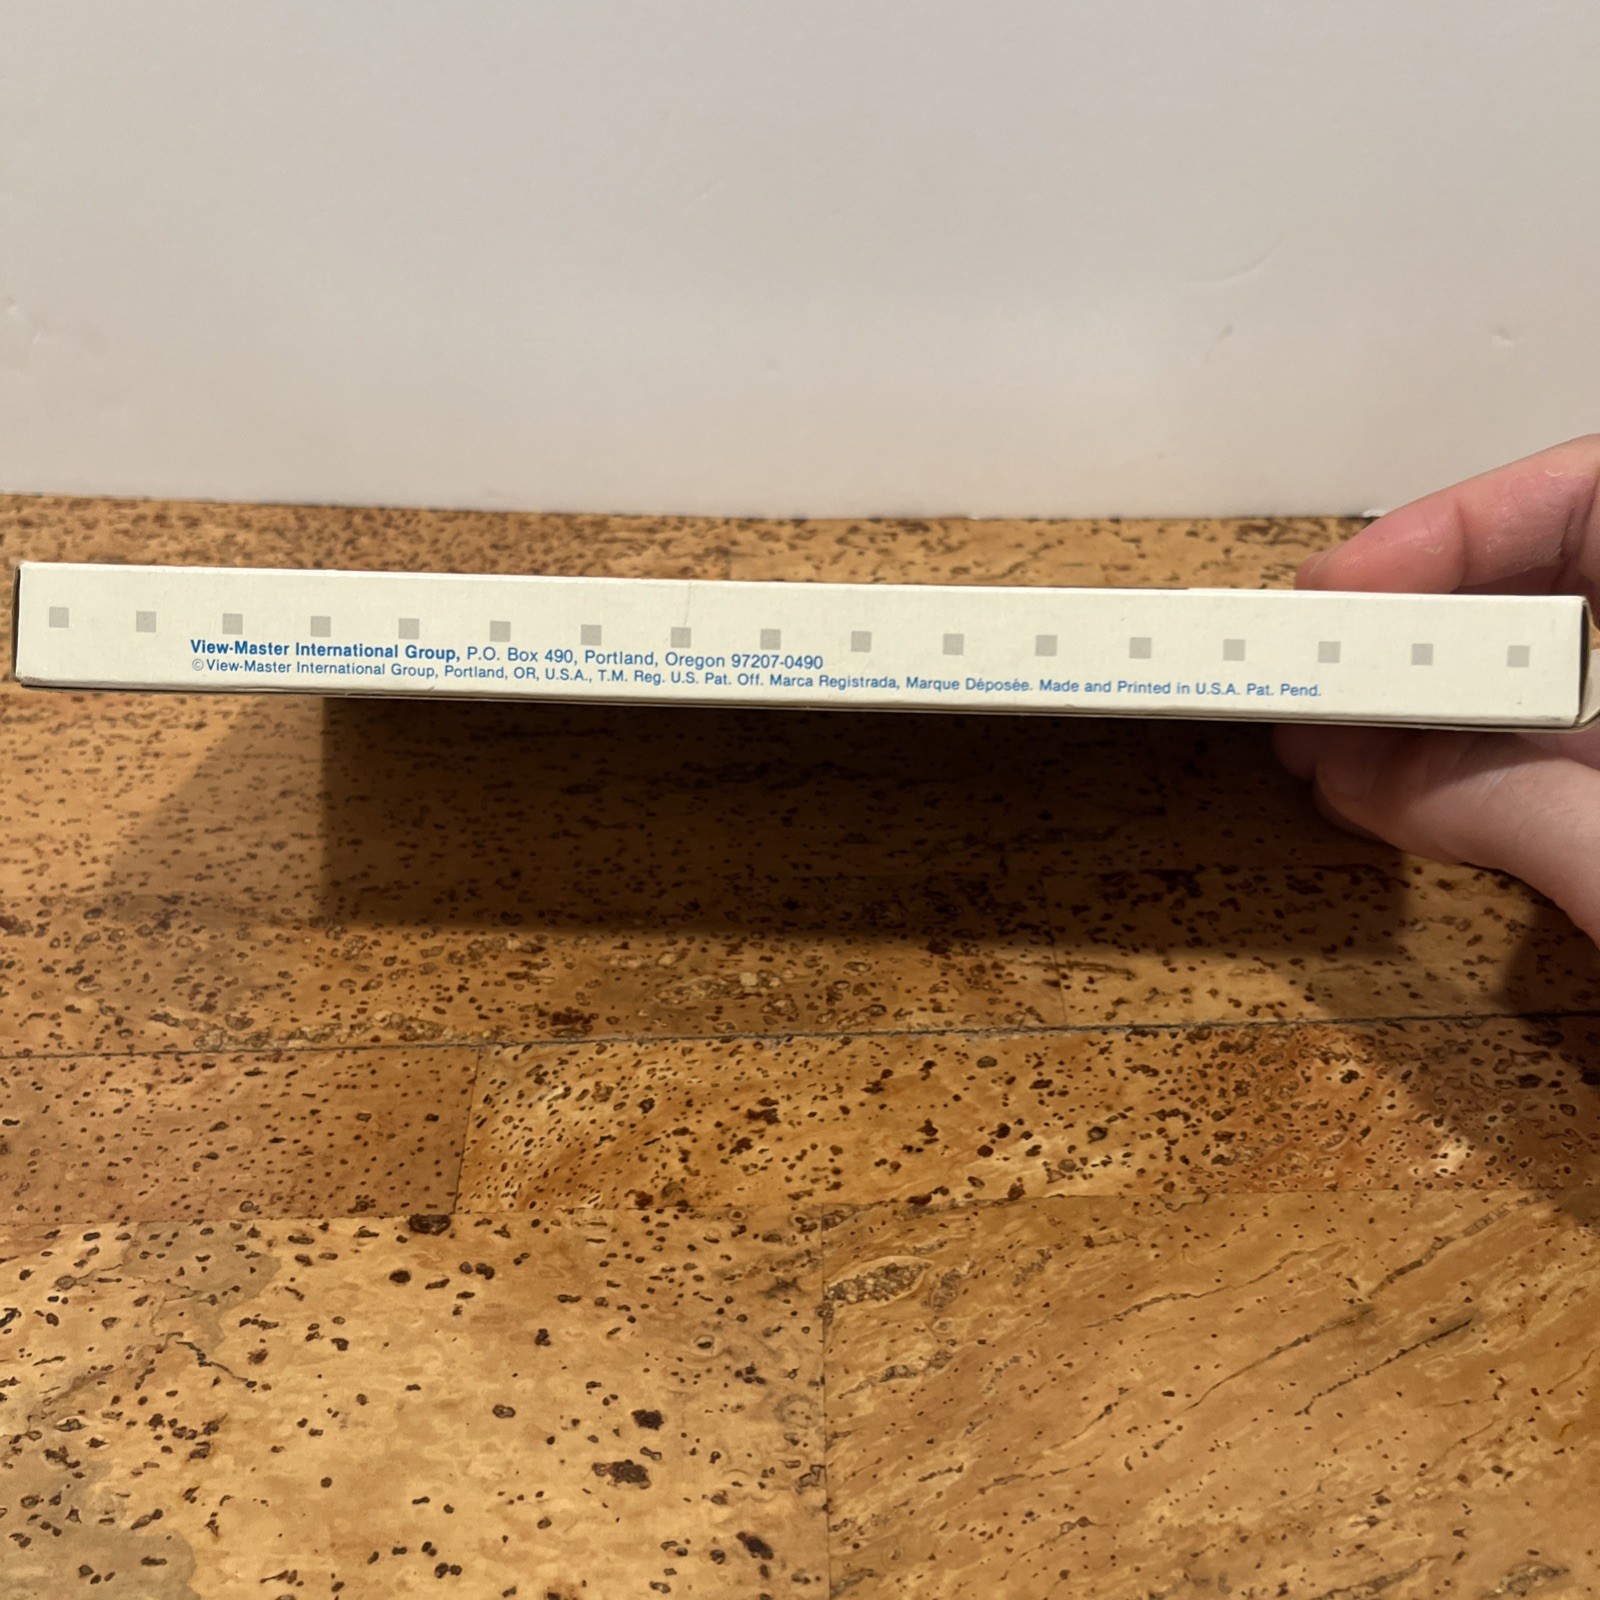 View-Master International Group, P.O. Box 490, Portland, Oregon 97207-0490
©View-Master International Group, Portland, OR, U.S.A., T.M. Reg. U.S. Pat. Off. Marca Registrada, Marque Déposée. Made and Printed in U.S.A. Pat. Pend.